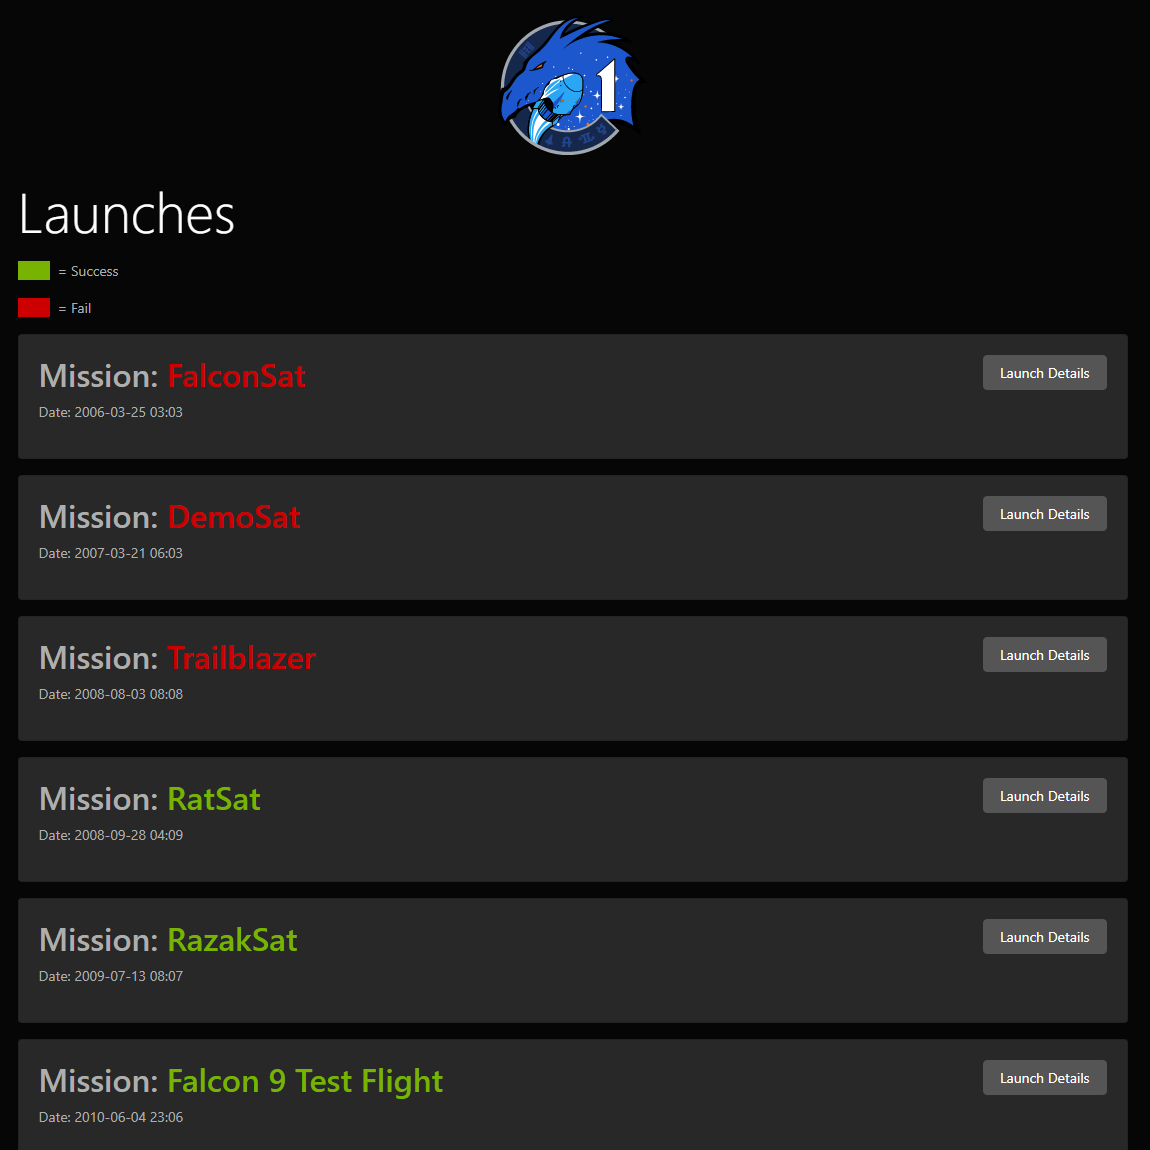 1
Launches
= Success
= Fail
Mission: FalconSat
Launch Details
Date: 2006-03-25 03:03
Mission: DemoSat
Launch Details
Date: 2007-03-21 06:03
Mission: Trailblazer
Launch Details
Date: 2008-08-03 08:08
Mission: RatSat
Launch Details
Date: 2008-09-28 04:09
Mission: RazakSat
Launch Details
Date: 2009-07-13 08:07
Mission: Falcon 9 Test Flight
Launch Details
Date: 2010-06-04 23:06